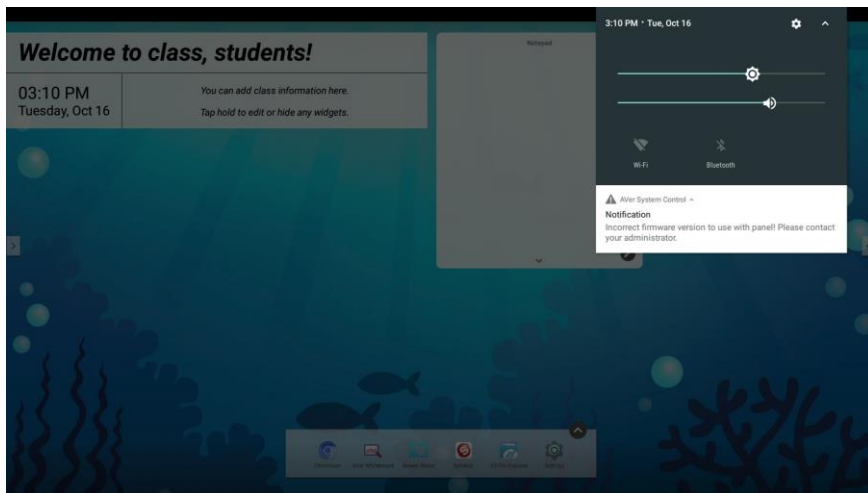 Welcome to class, students!
03:10 PM
Tuesday, Oct 16
You can add class information here.
Tap hold to edit or hide any widgets.
Notepad
3:10 PM • Tue, Oct 16
Wi-Fi
Bluetooth
AVer System Control
Notification
Incorrect firmware version to use with panel! Please contact
your administrator.
Chromium
Settings